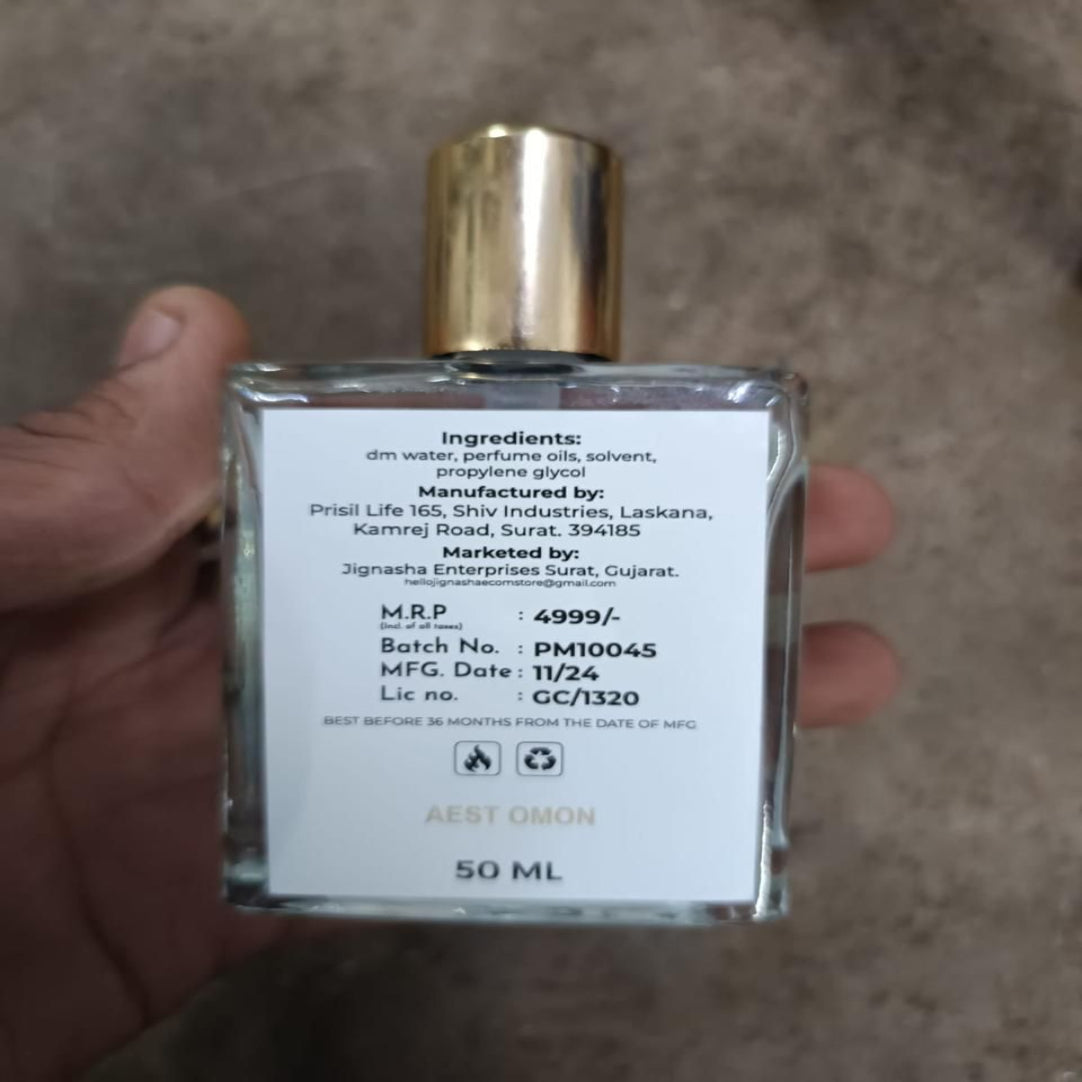 Ingredients:
dm water, perfume oils, solvent,
propylene glycol
Manufactured by:
Prisil Life 165, Shiv Industries, Laskana,
Kamrej Road, Surat. 394185
Marketed by:
Jignasha Enterprises Surat, Gujarat.
hellojignashaecomstore@gmail.com
M.R.P : 4999/-
(Incl. of all taxes)
Batch No. : PM10045
MFG. Date : 11/24
Lic no. : GC/1320
BEST BEFORE 36 MONTHS FROM THE DATE OF MFG
AEST OMON
50 ML